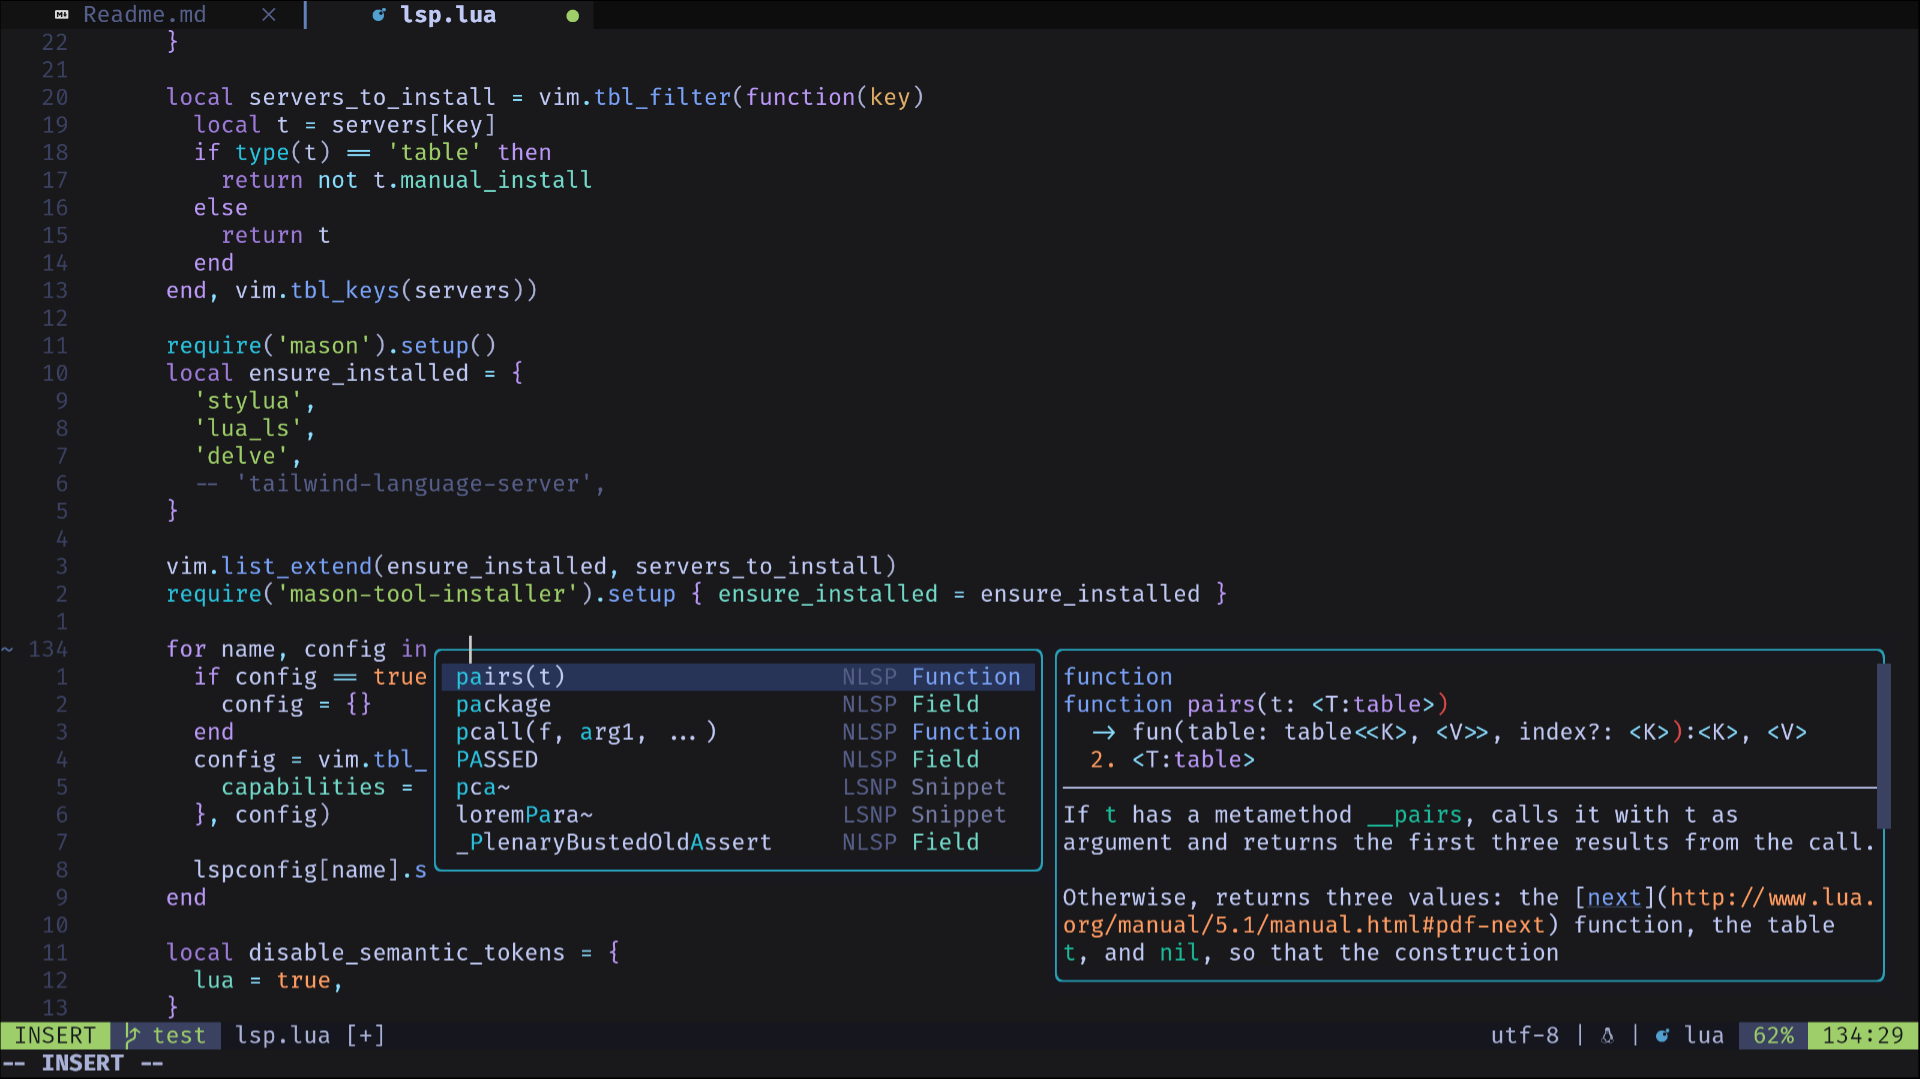 Readme.md × lsp.lua ●
22 }
21
20 local servers_to_install = vim.tbl_filter(function(key)
19 local t = servers[key]
18 if type(t) == 'table' then
17 return not t.manual_install
16 else
15 return t
14 end
13 end, vim.tbl_keys(servers))
12
11 require('mason').setup()
10 local ensure_installed = {
9 'stylua',
8 'lua_ls',
7 'delve',
6 -- 'tailwind-language-server',
5 }
4
3 vim.list_extend(ensure_installed, servers_to_install)
2 require('mason-tool-installer').setup { ensure_installed = ensure_installed }
1
~ 134 for name, config in
1 if config == true
2 config = {}
3 end
4 config = vim.tbl_
5 capabilities =
6 }, config)
7
8 lspconfig[name].s
9 end
10
11 local disable_semantic_tokens = {
12 lua = true,
13 }
pairs(t) NLSP Function
package NLSP Field
pcall(f, arg1, ...) NLSP Function
PASSED NLSP Field
pca~ LSNP Snippet
loremPara~ LSNP Snippet
_PlenaryBustedOldAssert NLSP Field
function
function pairs(t: <T:table>)
→ fun(table: table<<K>, <V>>, index?: <K>):<K>, <V>
2. <T:table>
If t has a metamethod __pairs, calls it with t as
argument and returns the first three results from the call.
Otherwise, returns three values: the [next](http://www.lua.
org/manual/5.1/manual.html#pdf-next) function, the table
t, and nil, so that the construction
INSERT test lsp.lua [+] utf-8 | | lua 62% 134:29
-- INSERT --